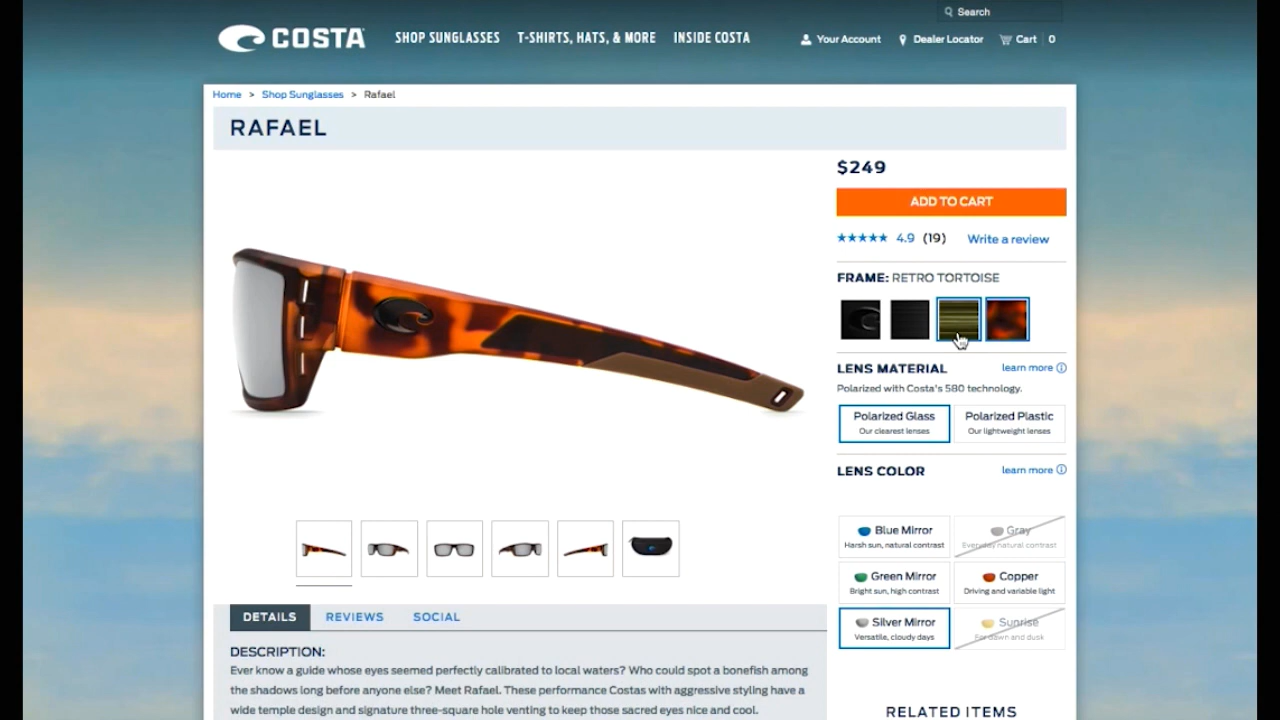 Search
COSTA
SHOP SUNGLASSES
T-SHIRTS, HATS, & MORE
INSIDE COSTA
Your Account
Dealer Locator
Cart
0
Home > Shop Sunglasses > Rafael
RAFAEL
$249
ADD TO CART
4.9 (19)
Write a review
FRAME: RETRO TORTOISE
LENS MATERIAL
learn more
Polarized with Costa's 580 technology.
Polarized Glass
Our clearest lenses
Polarized Plastic
Our lightweight lenses
LENS COLOR
learn more
Blue Mirror
Harsh sun, natural contrast
Gray
Everyday natural contrast
Green Mirror
Bright sun, high contrast
Copper
Driving and variable light
Silver Mirror
Versatile, cloudy days
Sunrise
For dawn and dusk
DETAILS
REVIEWS
SOCIAL
DESCRIPTION:
Ever know a guide whose eyes seemed perfectly calibrated to local waters? Who could spot a bonefish among
the shadows long before anyone else? Meet Rafael. These performance Costas with aggressive styling have a
wide temple design and signature three-square hole venting to keep those sacred eyes nice and cool.
RELATED ITEMS